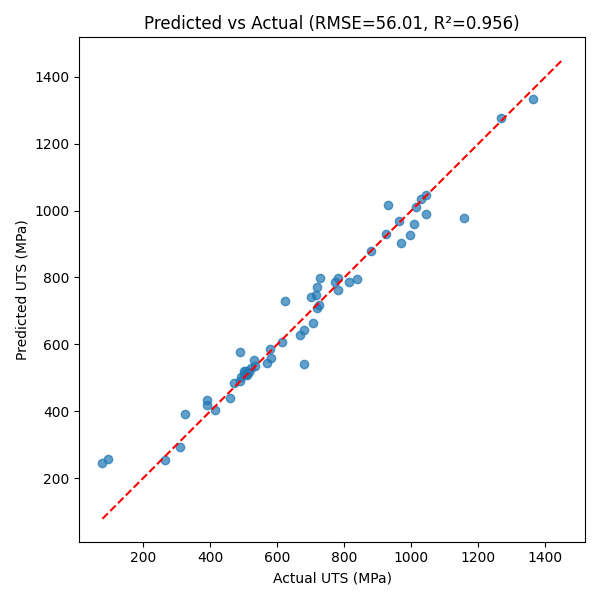 Predicted vs Actual (RMSE=56.01, R²=0.956)
1400
1200
1000
800
600
400
200
Predicted UTS (MPa)
200 400 600 800 1000 1200 1400
Actual UTS (MPa)